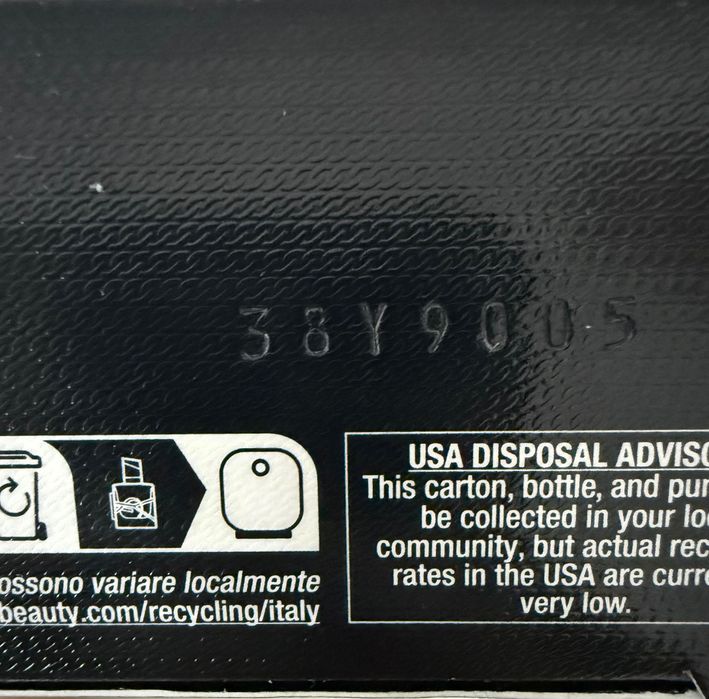 38Y9005
USA DISPOSAL ADVISO
This carton, bottle, and pur
be collected in your lo
community, but actual rec
rates in the USA are curre
very low.
ossono variare localmente
beauty.com/recycling/italy